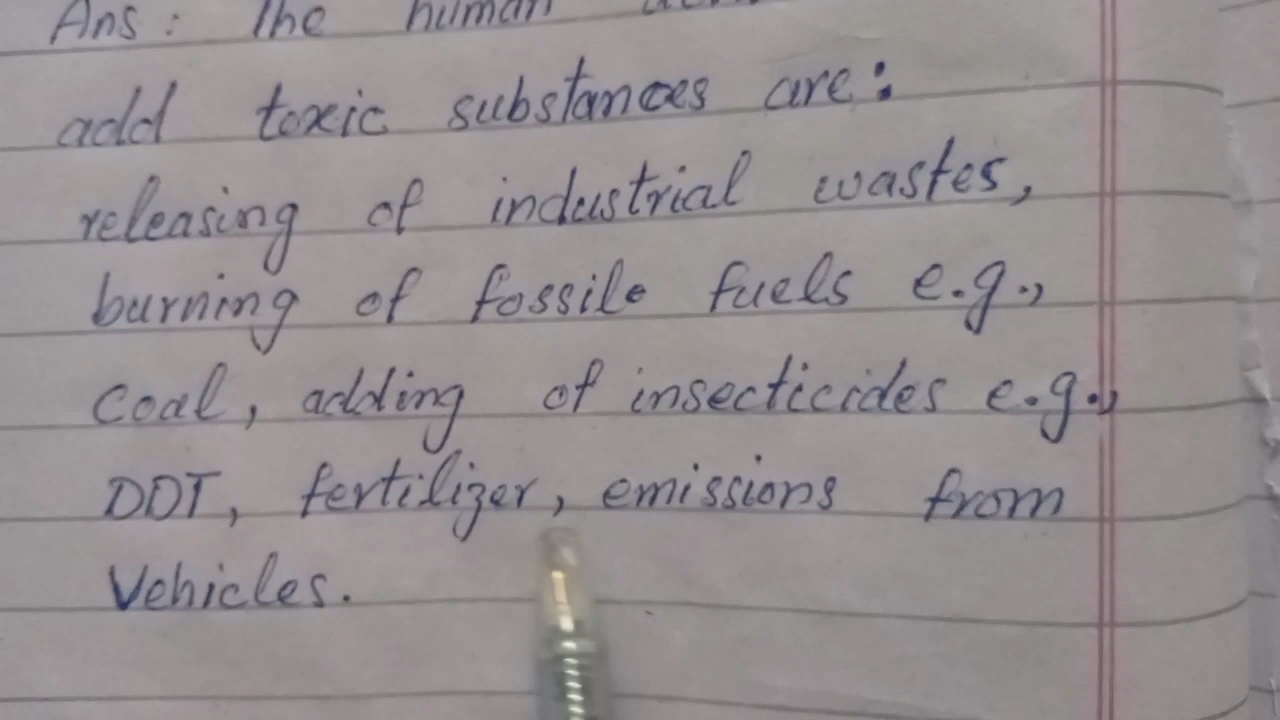 Ans: The human
add toxic substances are:
releasing of industrial wastes,
burning of fossile fuels e.g.,
Coal, adding of insecticides e.g.,
DDT, fertilizer, emissions from
Vehicles.